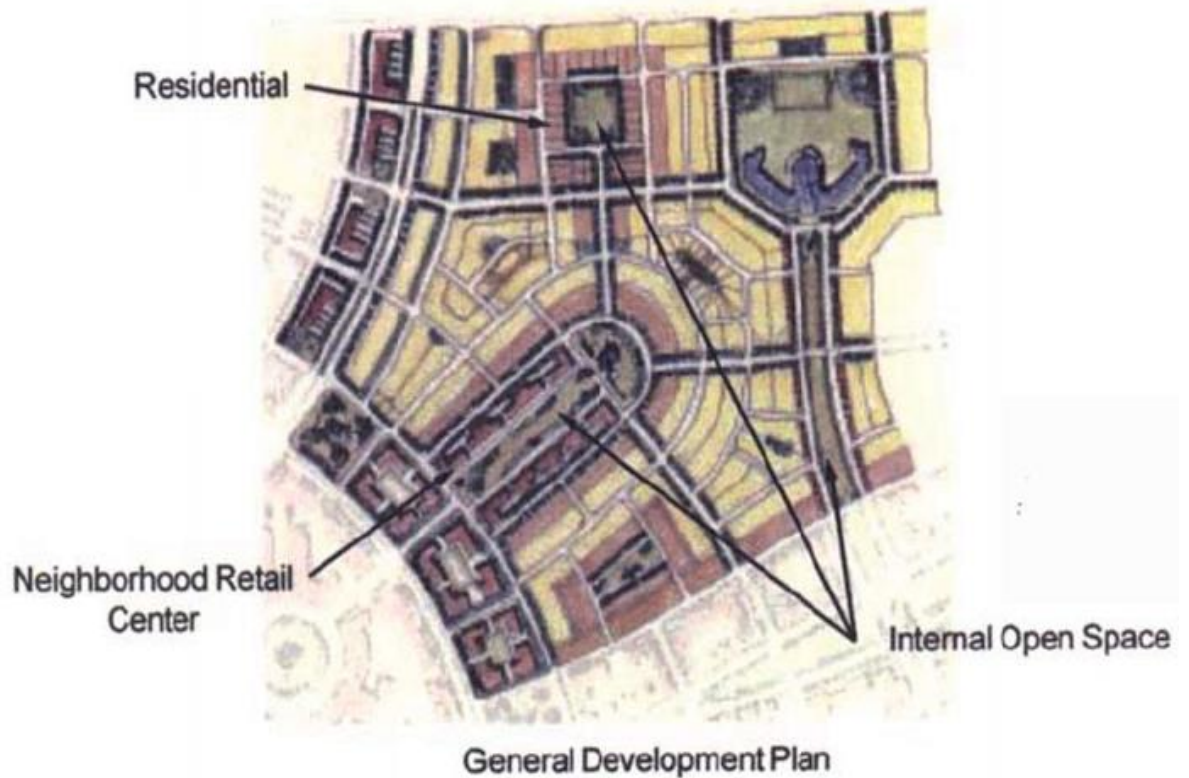 Residential
Neighborhood Retail
Center
Internal Open Space
General Development Plan